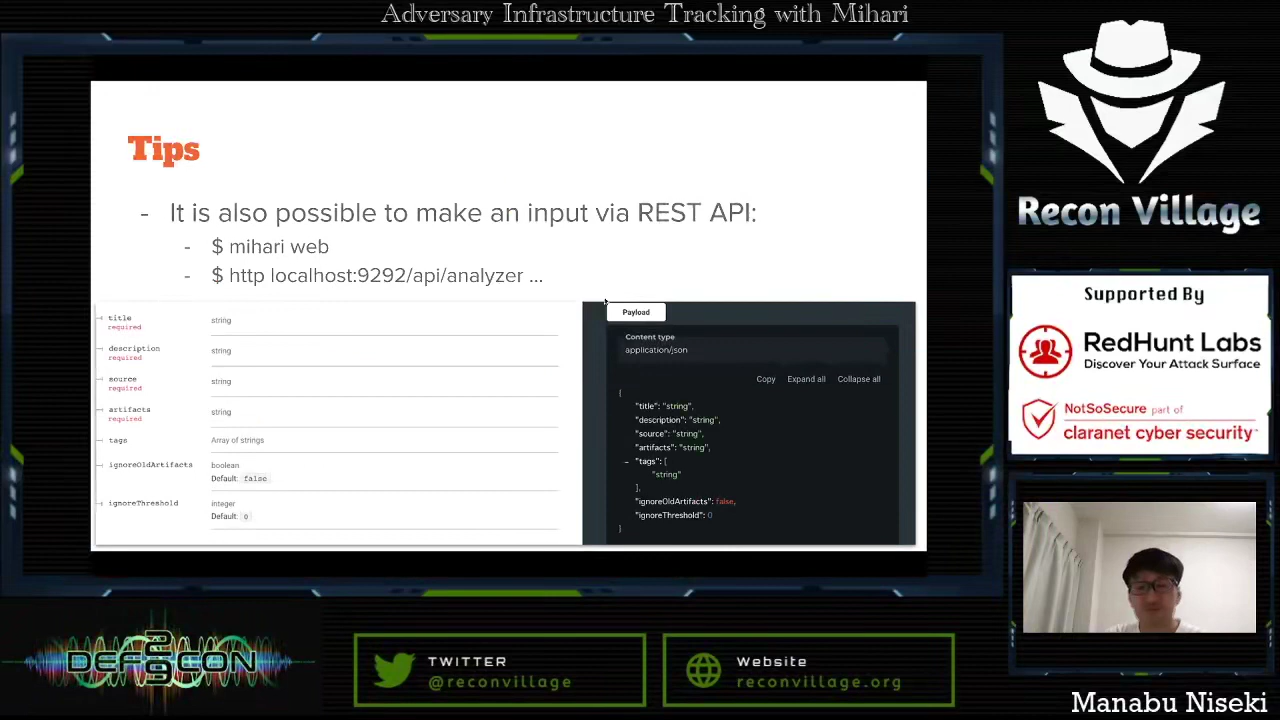 Adversary Infrastructure Tracking with Mihari
Tips
- It is also possible to make an input via REST API:
- $ mihari web
- $ http localhost:9292/api/analyzer ...
title
required
string
description
required
string
source
required
string
artifacts
required
string
tags
Array of strings
ignoreOldArtifacts
boolean
Default: false
ignoreThreshold
integer
Default: 0
Payload
Content type
application/json
Copy Expand all Collapse all
{
"title": "string",
"description": "string",
"source": "string",
"artifacts": "string",
- "tags": [
"string"
],
"ignoreOldArtifacts": false,
"ignoreThreshold": 0
}
Recon Village
Supported By
RedHunt Labs
Discover Your Attack Surface
NotSoSecure part of
claranet cyber security
DEFCON
29
TWITTER
@reconvillage
Website
reconvillage.org
Manabu Niseki